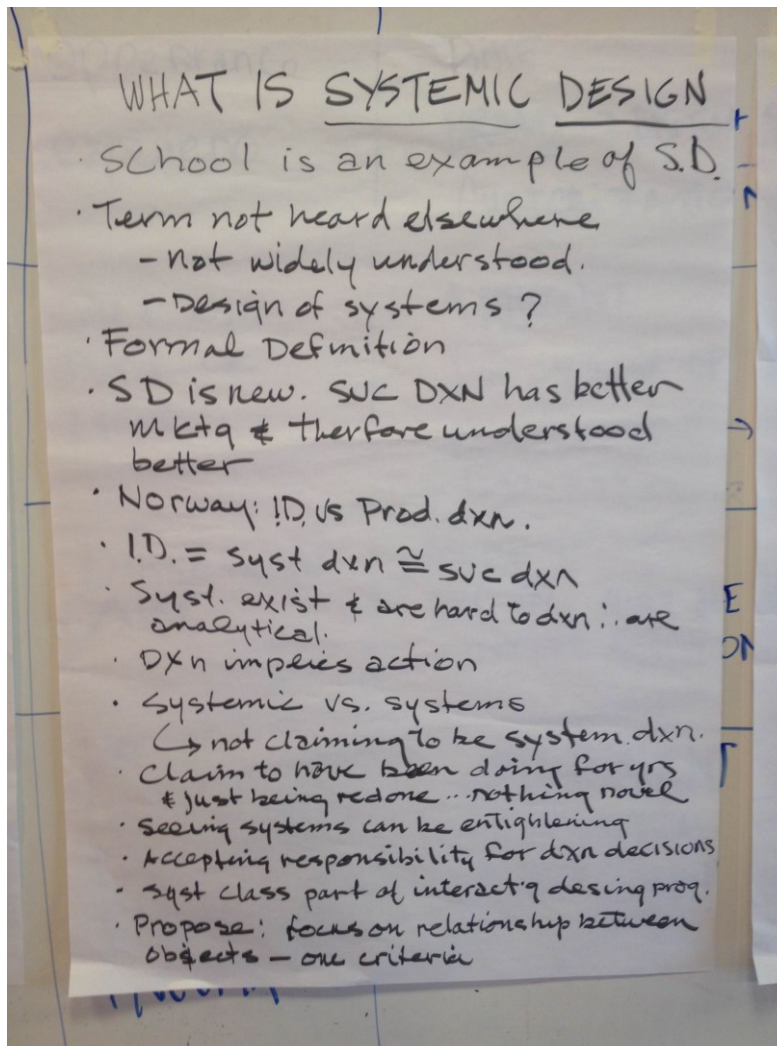 WHAT IS SYSTEMIC DESIGN
· School is an example of S.D.
· Term not heard elsewhere
- Not widely understood.
- Design of systems?
· Formal Definition
· SD is new. SVC DXN has better
mktg & therfore understood
better
· Norway: I.D. vs Prod. dxn.
· I.D. = Syst dxn ≅ svc dxn
· Syst. exist & are hard to dxn ∴ are
analytical.
· Dxn implies action
· Systemic vs. systems
↳ not claiming to be system dxn.
· Claim to have been doing for yrs
& just being redone... nothing novel
· Seeing systems can be entighlening
· Accepting responsibility for dxn decisions
· Syst class part of interact'g desing prog.
· Propose: focus on relationship between
objects — one criteria
E
ON